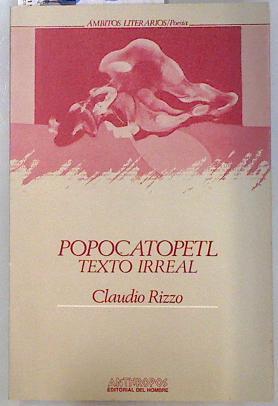 AMBITOS LITERARIOS/Poesía
POPOCATOPETL
TEXTO IRREAL
Claudio Rizzo
ANTHROPOS
EDITORIAL DEL HOMBRE